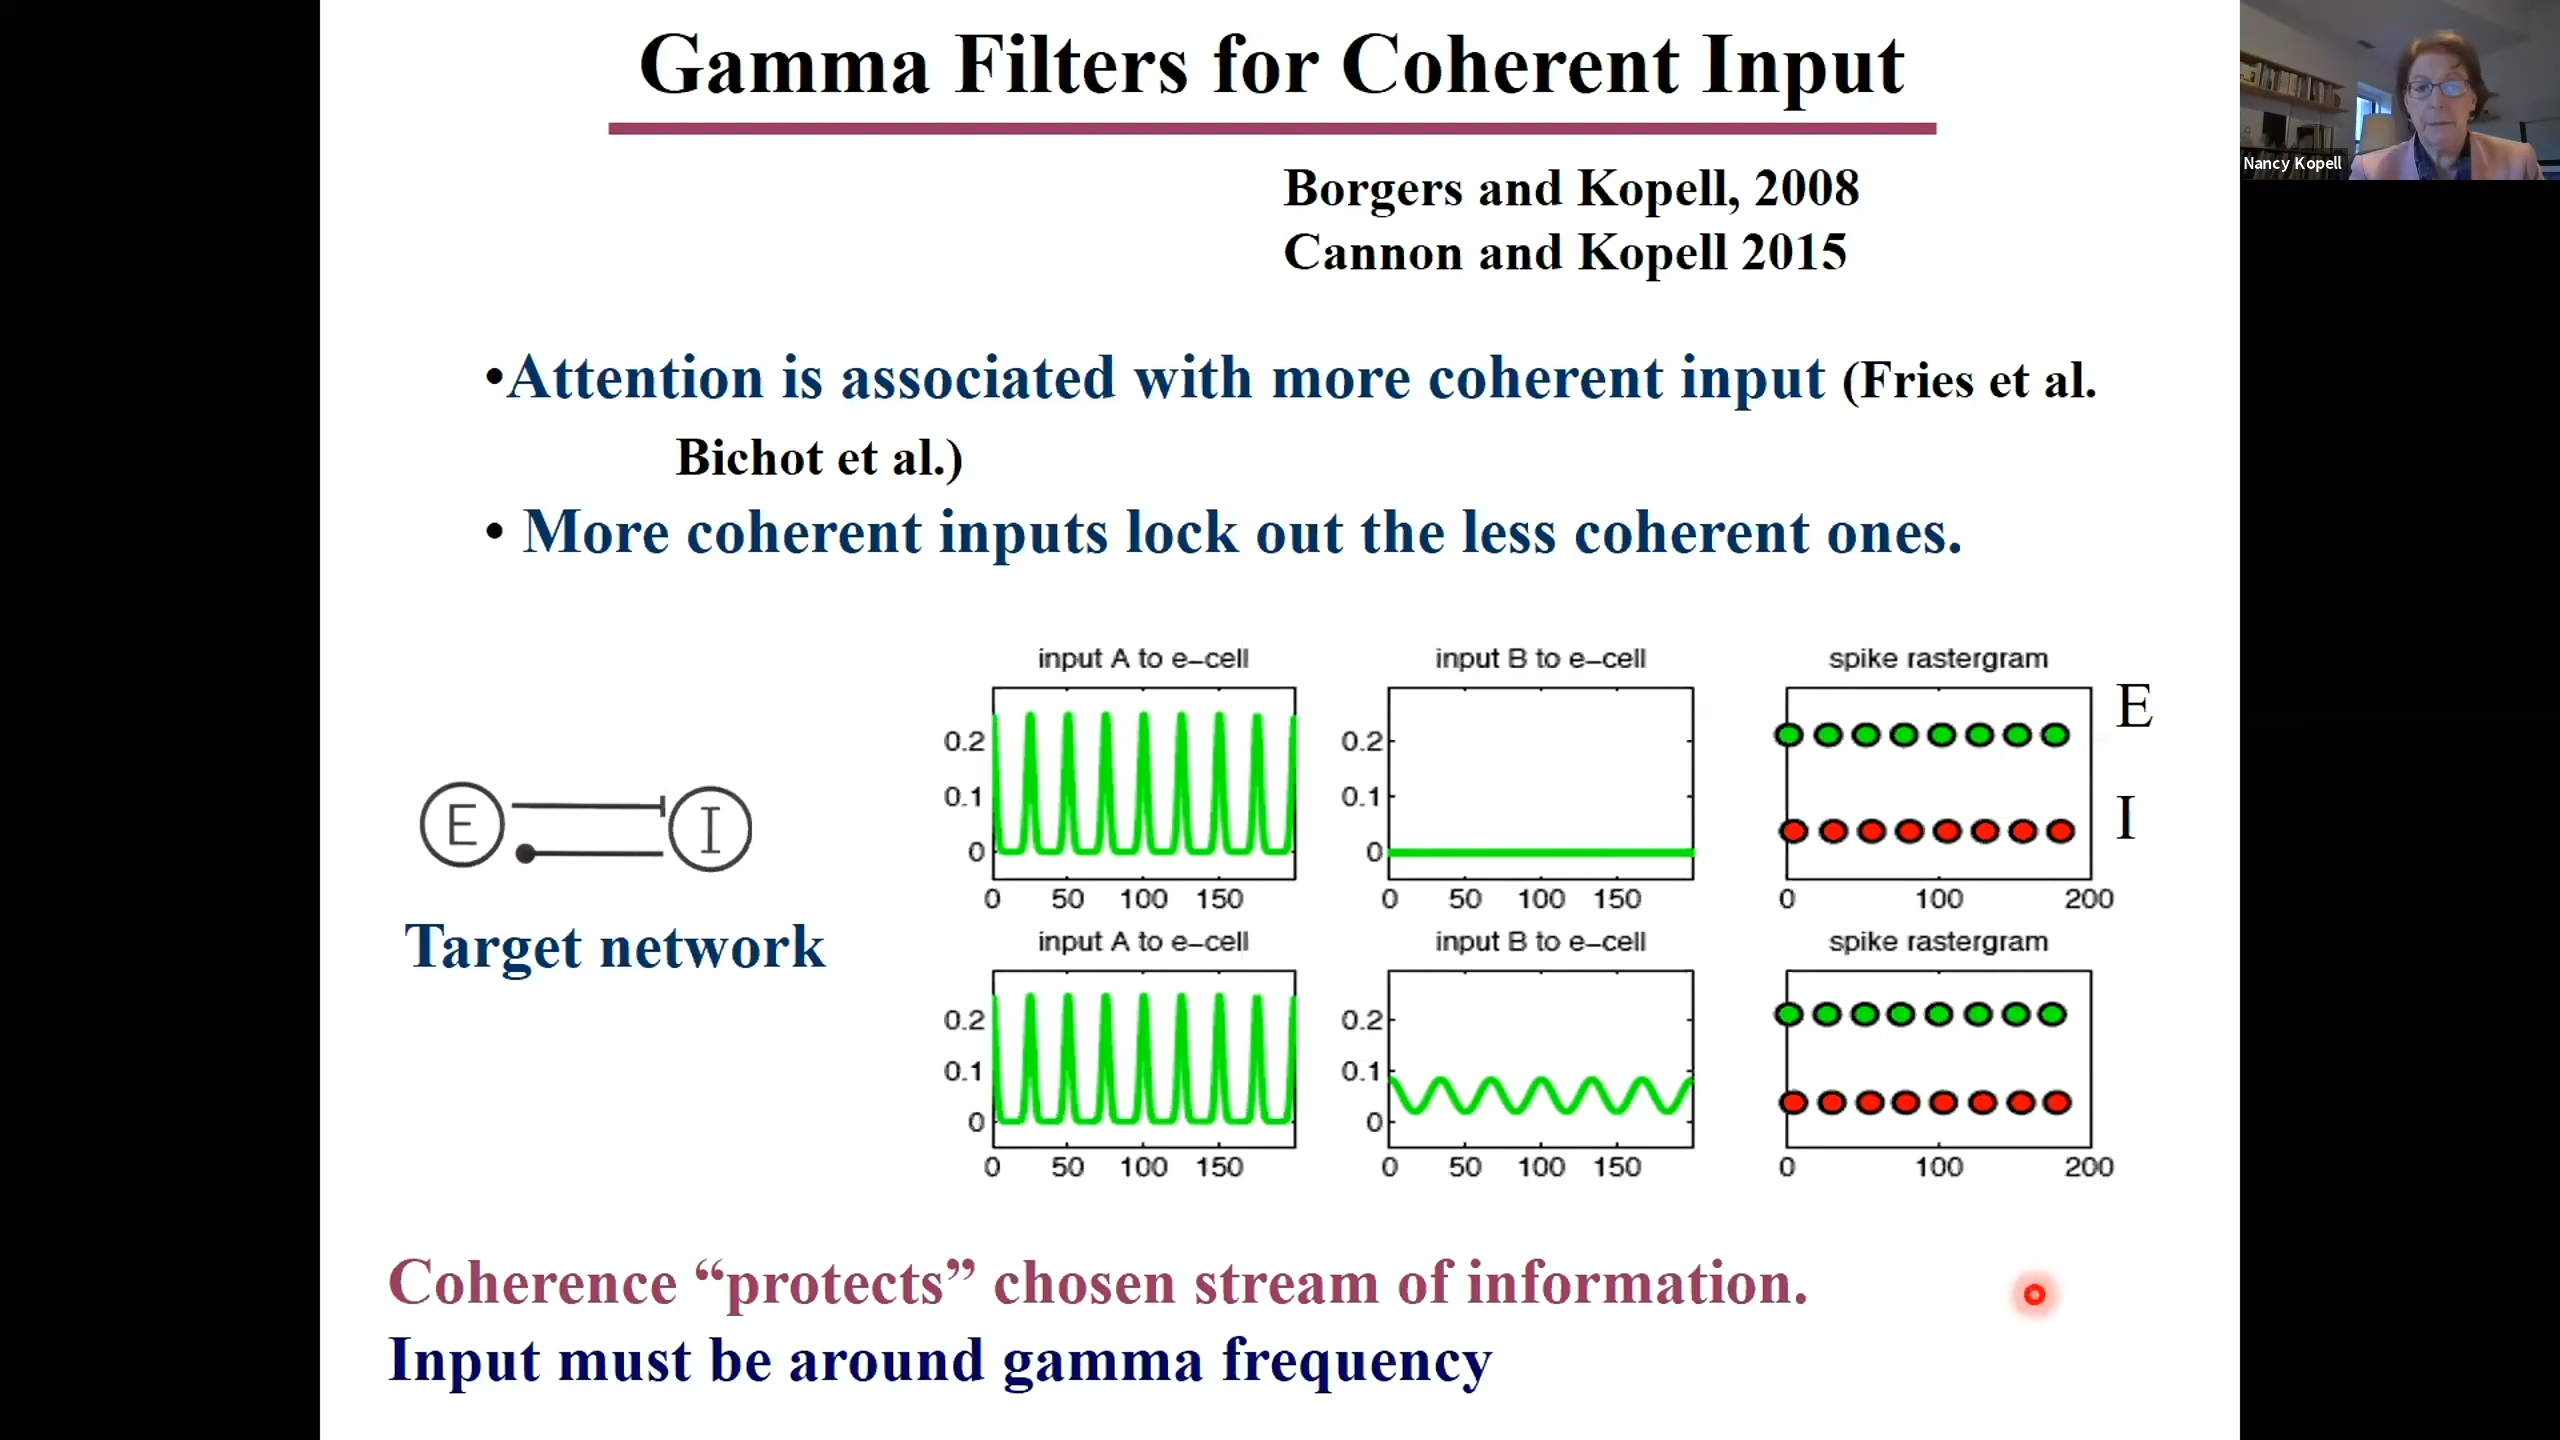 Gamma Filters for Coherent Input
Nancy Kopell
Borgers and Kopell, 2008
Cannon and Kopell 2015
•Attention is associated with more coherent input (Fries et al.
Bichot et al.)
• More coherent inputs lock out the less coherent ones.
input A to e-cell
input B to e-cell
spike rastergram
0.2
0.1
0
0 50 100 150
0.2
0.1
0
0 50 100 150
0 100 200
E
I
E
I
Target network
input A to e-cell
input B to e-cell
spike rastergram
0.2
0.1
0
0 50 100 150
0.2
0.1
0
0 50 100 150
0 100 200
Coherence “protects” chosen stream of information.
Input must be around gamma frequency